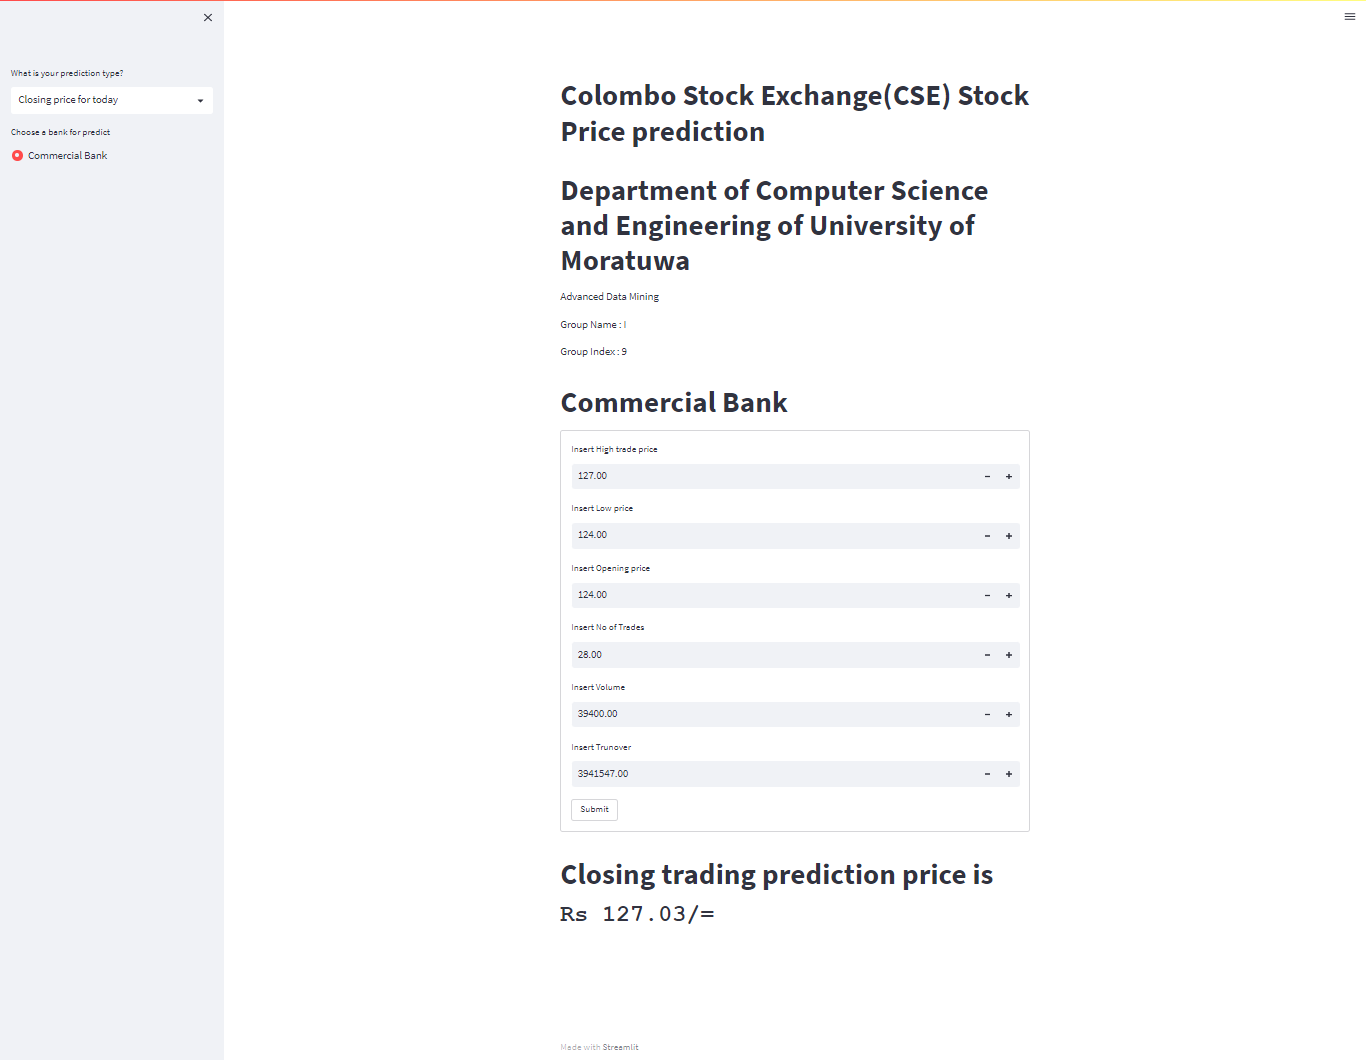 What is your prediction type?
Closing price for today
Choose a bank for predict
Commercial Bank
Colombo Stock Exchange(CSE) Stock
Price prediction
Department of Computer Science
and Engineering of University of
Moratuwa
Advanced Data Mining
Group Name : I
Group Index : 9
Commercial Bank
Insert High trade price
127.00
Insert Low price
124.00
Insert Opening price
124.00
Insert No of Trades
28.00
Insert Volume
39400.00
Insert Trunover
3941547.00
Submit
Closing trading prediction price is
Rs 127.03/=
Made with Streamlit